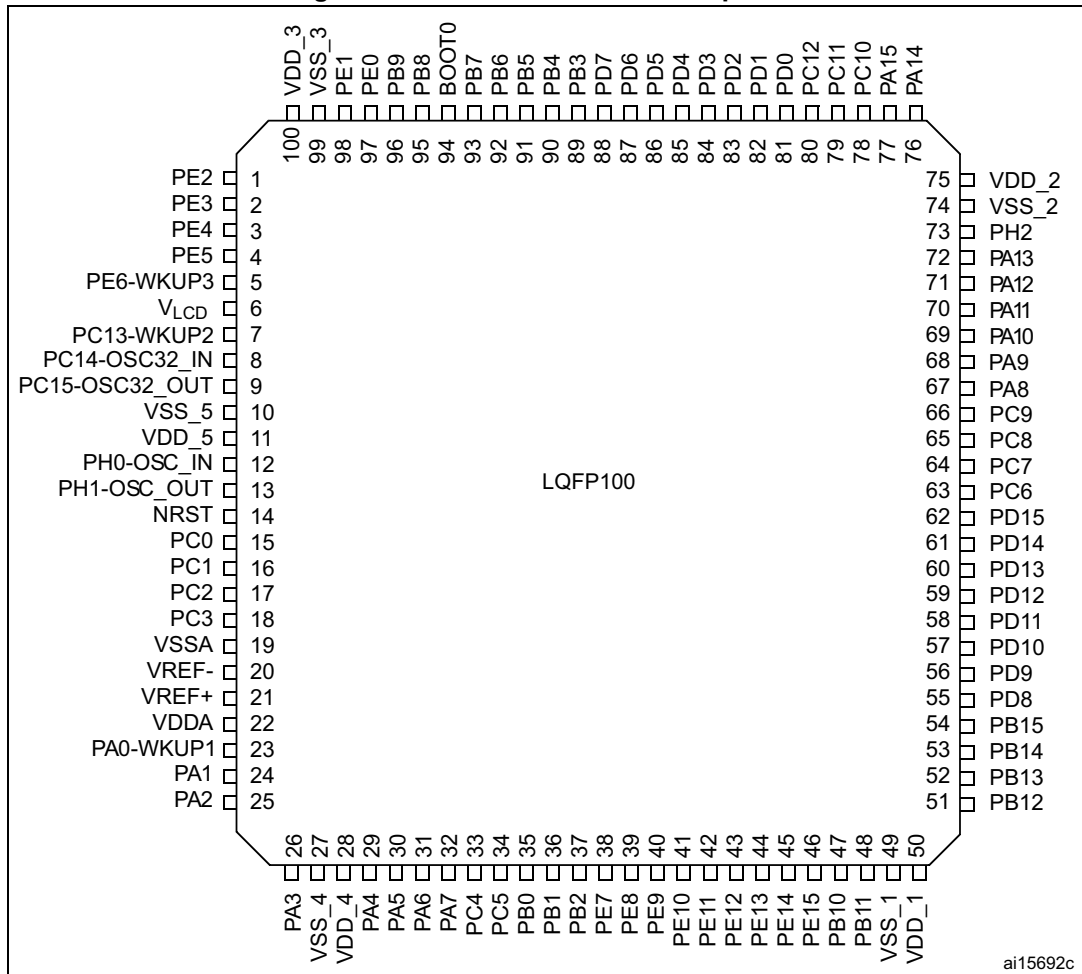 VDD_3
VSS_3
PE1
PE0
PB9
PB8
BOOT0
PB7
PB6
PB5
PB4
PB3
PD7
PD6
PD5
PD4
PD3
PD2
PD1
PD0
PC12
PC11
PC10
PA15
PA14
100
99
98
97
96
95
94
93
92
91
90
89
88
87
86
85
84
83
82
81
80
79
78
77
76
PE2 1
PE3 2
PE4 3
PE5 4
PE6-WKUP3 5
VLCD 6
PC13-WKUP2 7
PC14-OSC32_IN 8
PC15-OSC32_OUT 9
VSS_5 10
VDD_5 11
PH0-OSC_IN 12
PH1-OSC_OUT 13
NRST 14
PC0 15
PC1 16
PC2 17
PC3 18
VSSA 19
VREF- 20
VREF+ 21
VDDA 22
PA0-WKUP1 23
PA1 24
PA2 25
LQFP100
75 VDD_2
74 VSS_2
73 PH2
72 PA13
71 PA12
70 PA11
69 PA10
68 PA9
67 PA8
66 PC9
65 PC8
64 PC7
63 PC6
62 PD15
61 PD14
60 PD13
59 PD12
58 PD11
57 PD10
56 PD9
55 PD8
54 PB15
53 PB14
52 PB13
51 PB12
26
27
28
29
30
31
32
33
34
35
36
37
38
39
40
41
42
43
44
45
46
47
48
49
50
PA3
VSS_4
VDD_4
PA4
PA5
PA6
PA7
PC4
PC5
PB0
PB1
PB2
PE7
PE8
PE9
PE10
PE11
PE12
PE13
PE14
PE15
PB10
PB11
VSS_1
VDD_1
ai15692c